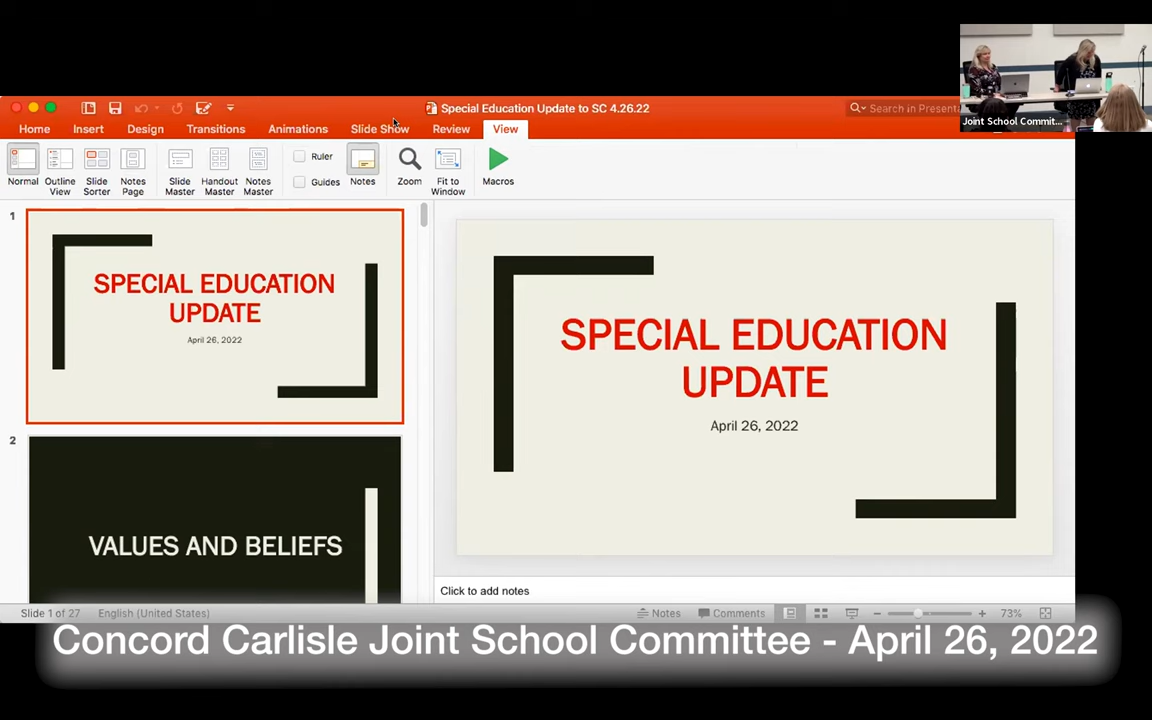 Special Education Update to SC 4.26.22
Joint School Commit...
Home Insert Design Transitions Animations Slide Show Review View
Ruler
Guides
Normal
Outline View
Slide Sorter
Notes Page
Slide Master
Handout Master
Notes Master
Notes
Zoom
Fit to Window
Macros
1
SPECIAL EDUCATION
UPDATE
April 26, 2022
2
VALUES AND BELIEFS
SPECIAL EDUCATION
UPDATE
April 26, 2022
Click to add notes
Slide 1 of 27 English (United States) Notes Comments 73%
Concord Carlisle Joint School Committee - April 26, 2022